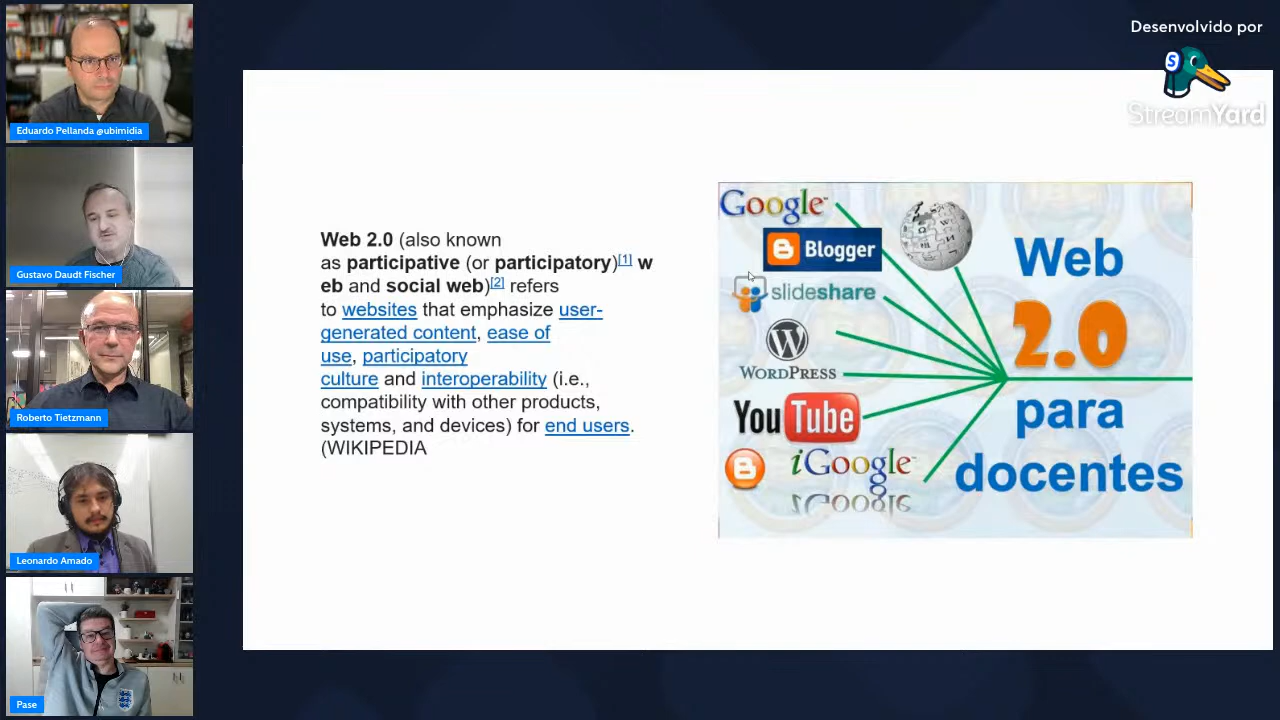 Desenvolvido por
StreamYard
Eduardo Pellanda @ubimidia
Gustavo Daudt Fischer
Roberto Tietzmann
Leonardo Amado
Pase
Web 2.0 (also known
as participative (or participatory)[1] w
eb and social web)[2] refers
to websites that emphasize user-
generated content, ease of
use, participatory
culture and interoperability (i.e.,
compatibility with other products,
systems, and devices) for end users.
(WIKIPEDIA
Google™
Blogger
slideshare
WORDPRESS
YouTube
iGoogle™
Web
2.0
para
docentes